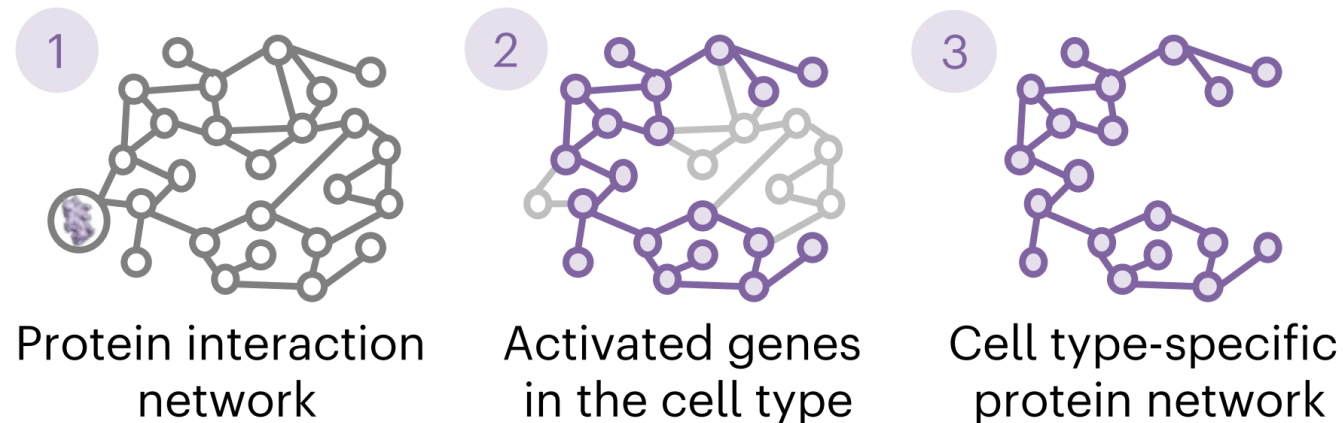 1
2
3
Protein interaction
network
Activated genes
in the cell type
Cell type-specific
protein network